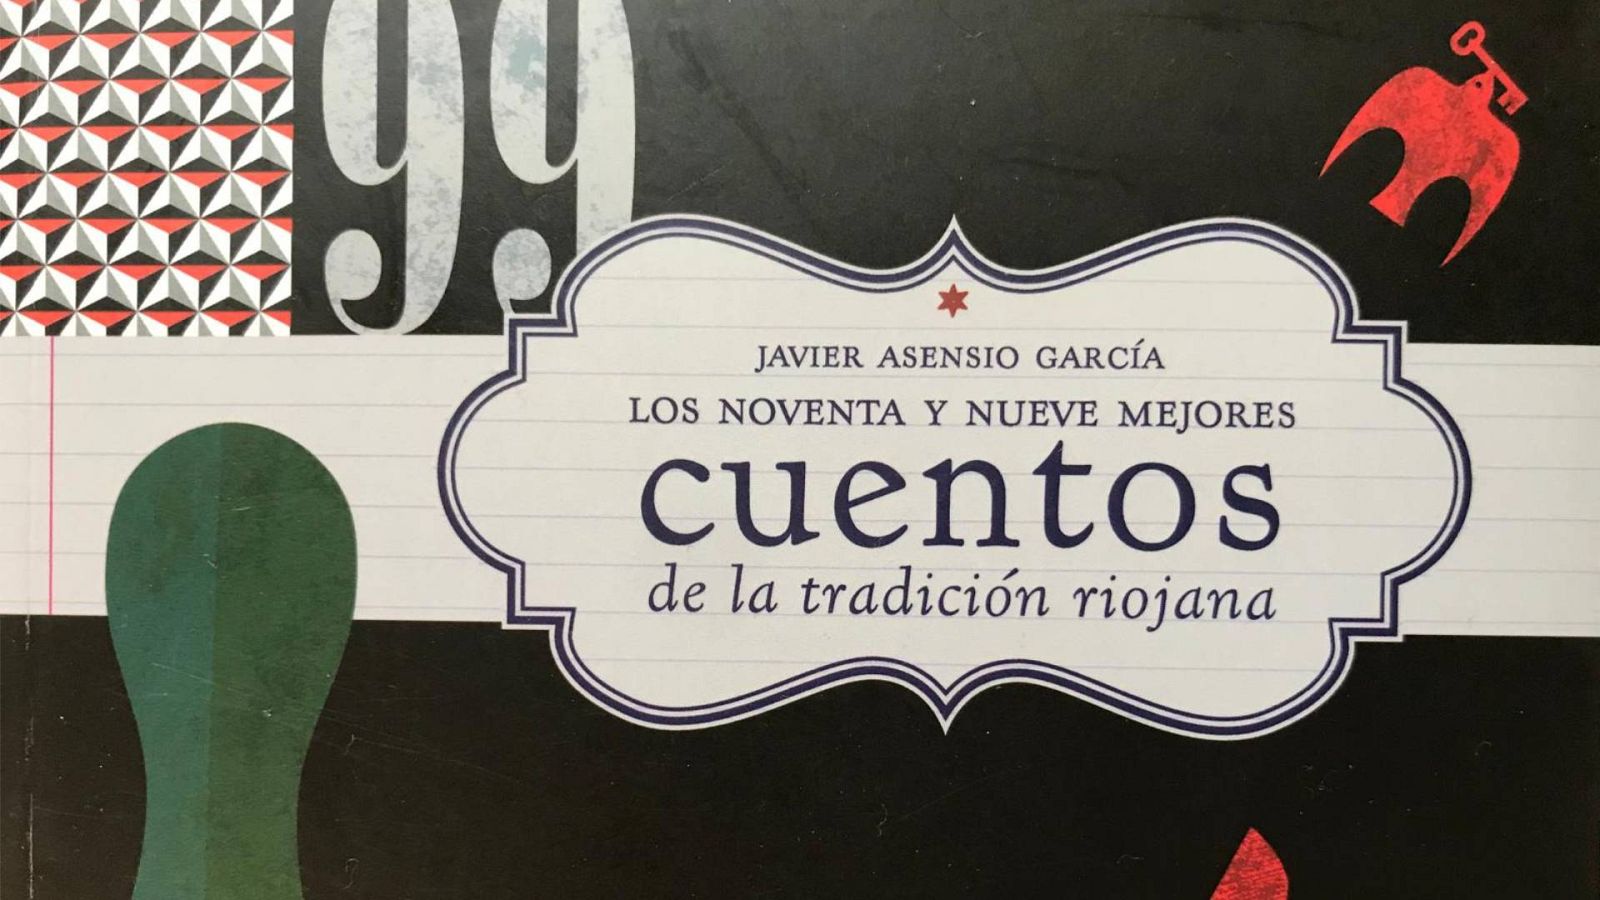 99
JAVIER ASENSIO GARCÍA
LOS NOVENTA Y NUEVE MEJORES
cuentos
de la tradición riojana